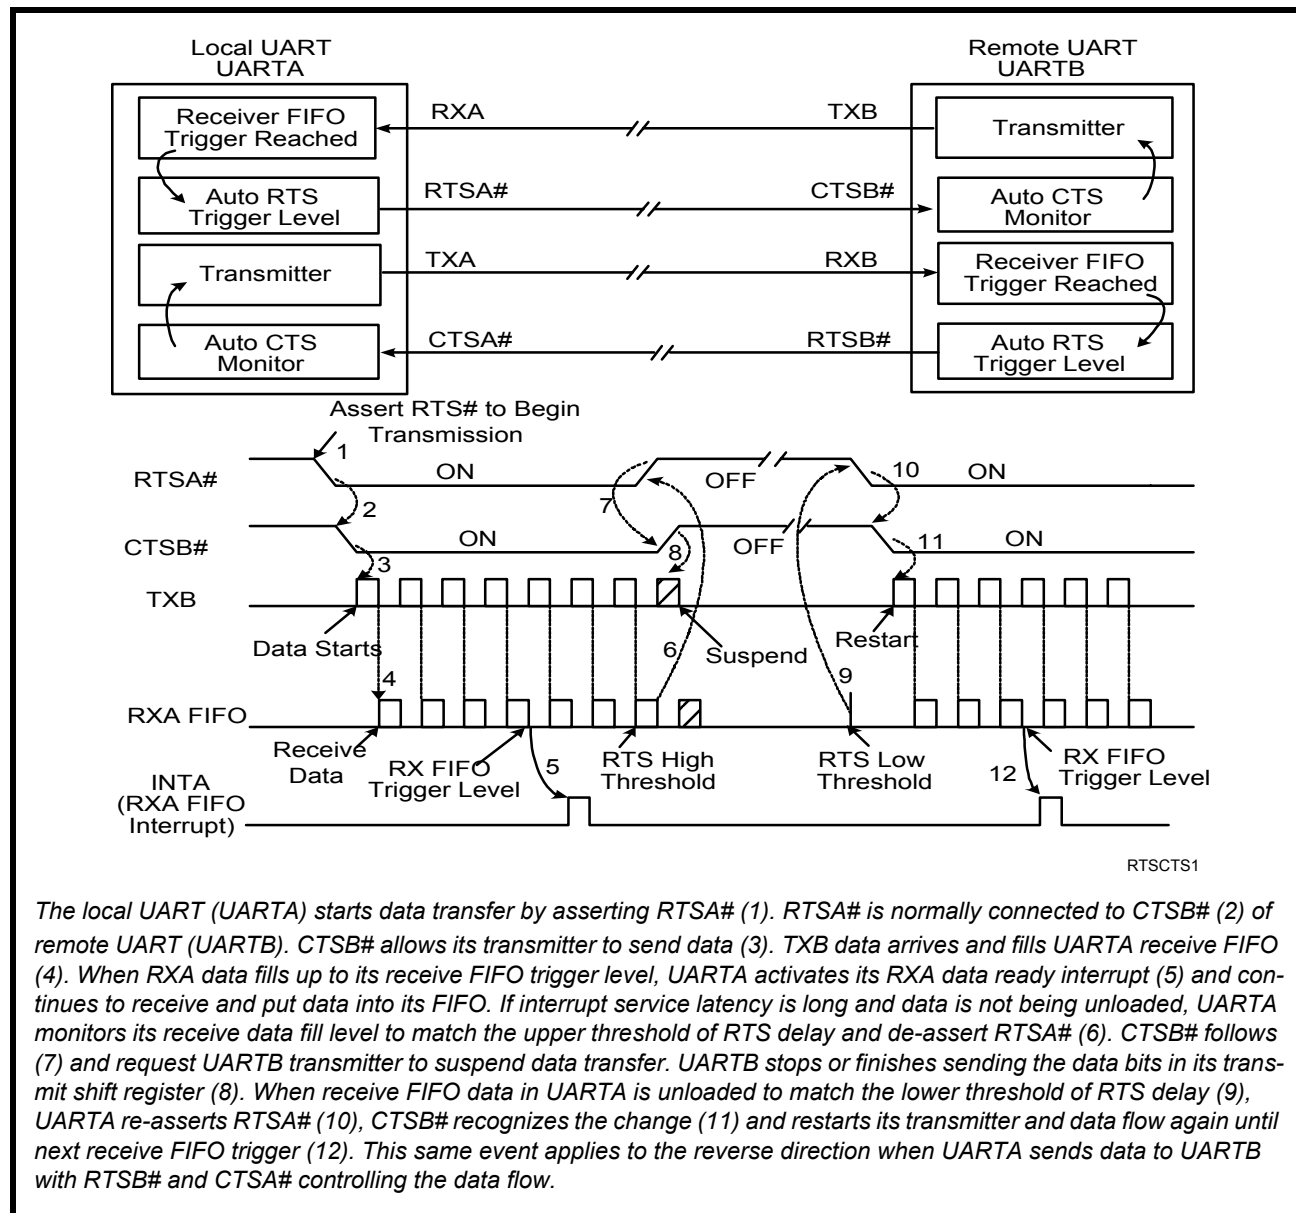 Local UART
UARTA
Remote UART
UARTB
Receiver FIFO
Trigger Reached
RXA
TXB
Transmitter
Auto RTS
Trigger Level
RTSA#
CTSB#
Auto CTS
Monitor
Transmitter
TXA
RXB
Receiver FIFO
Trigger Reached
Auto CTS
Monitor
CTSA#
RTSB#
Auto RTS
Trigger Level
Assert RTS# to Begin
Transmission
1
RTSA#
ON
OFF
10
ON
2
7
CTSB#
ON
8
OFF
11
ON
3
TXB
Data Starts
6
Suspend
Restart
4
9
RXA FIFO
Receive
Data
RX FIFO
Trigger Level
5
RTS High
Threshold
RTS Low
Threshold
12
RX FIFO
Trigger Level
INTA
(RXA FIFO
Interrupt)
RTSCTS1
The local UART (UARTA) starts data transfer by asserting RTSA# (1). RTSA# is normally connected to CTSB# (2) of
remote UART (UARTB). CTSB# allows its transmitter to send data (3). TXB data arrives and fills UARTA receive FIFO
(4). When RXA data fills up to its receive FIFO trigger level, UARTA activates its RXA data ready interrupt (5) and con-
tinues to receive and put data into its FIFO. If interrupt service latency is long and data is not being unloaded, UARTA
monitors its receive data fill level to match the upper threshold of RTS delay and de-assert RTSA# (6). CTSB# follows
(7) and request UARTB transmitter to suspend data transfer. UARTB stops or finishes sending the data bits in its trans-
mit shift register (8). When receive FIFO data in UARTA is unloaded to match the lower threshold of RTS delay (9),
UARTA re-asserts RTSA# (10), CTSB# recognizes the change (11) and restarts its transmitter and data flow again until
next receive FIFO trigger (12). This same event applies to the reverse direction when UARTA sends data to UARTB
with RTSB# and CTSA# controlling the data flow.